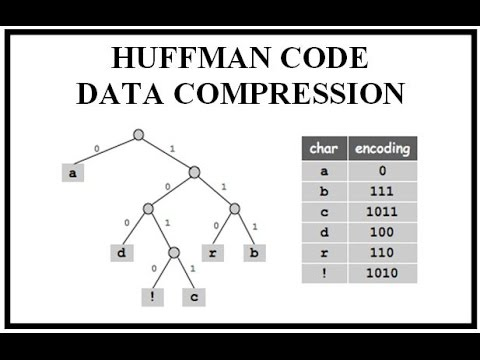 HUFFMAN CODE
DATA COMPRESSION
0 1
a
0 1
0 1 0 1
d r b
0 1
! c
char encoding
a 0
b 111
c 1011
d 100
r 110
! 1010